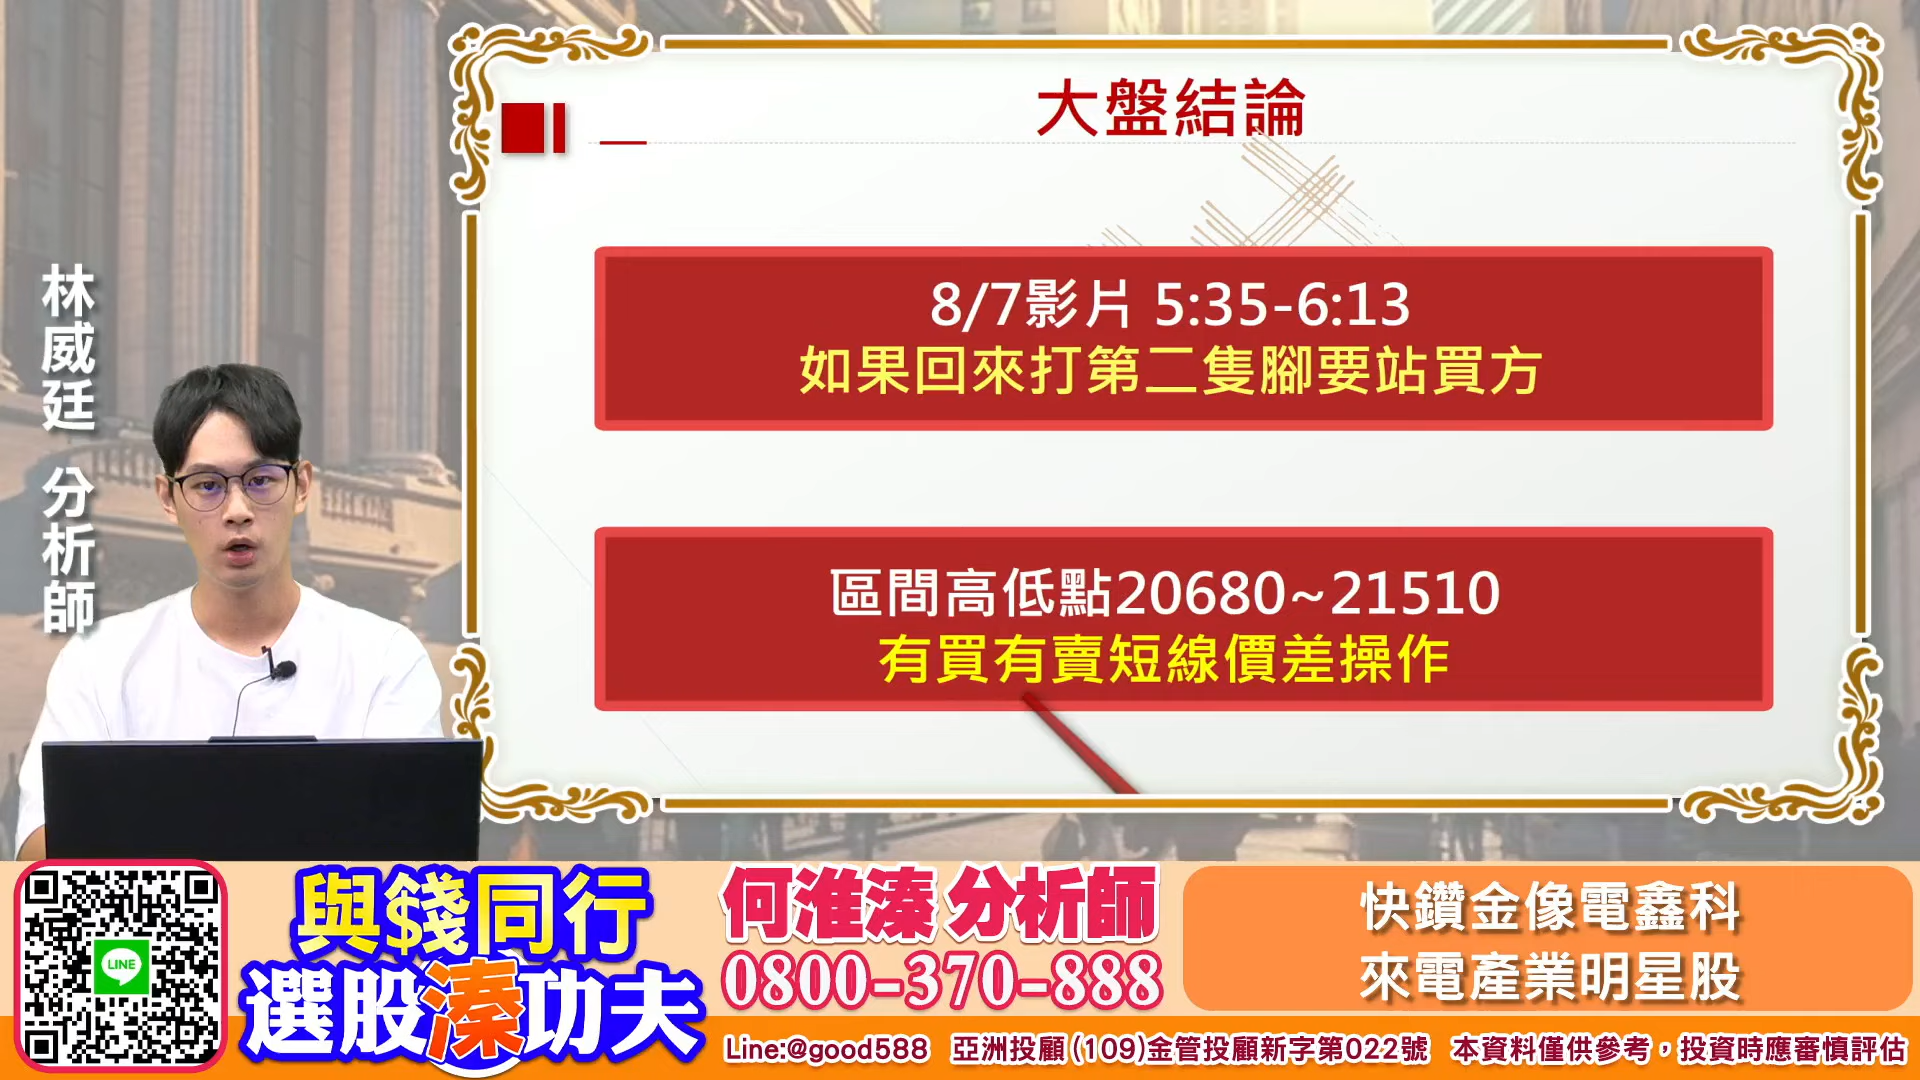 大盤結論
8/7影片 5:35-6:13
如果回來打第二隻腳要站買方
區間高低點20680~21510
有買有賣短線價差操作
林威廷 分析師
LINE
與錢同行
選股溱功夫
何淮溱 分析師
0800-370-888
快鑽金像電鑫科
來電產業明星股
Line:@good588 亞洲投顧 (109)金管投顧新字第022號 本資料僅供參考，投資時應審慎評估